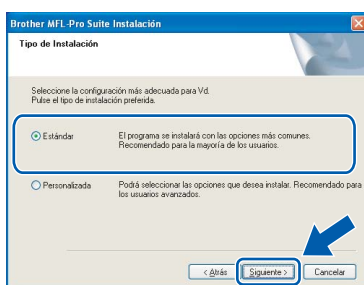 Brother MFL-Pro Suite Instalación
Tipo de Instalación
Seleccione la configuración más adecuada para Vd.
Pulse el tipo de instalación preferida.
Estándar
El programa se instalará con las opciones más comunes.
Recomendado para la mayoría de los usuarios.
Personalizada
Podrá seleccionar las opciones que desea instalar. Recomendado para
los usuarios avanzados.
< Atrás
Siguiente >
Cancelar